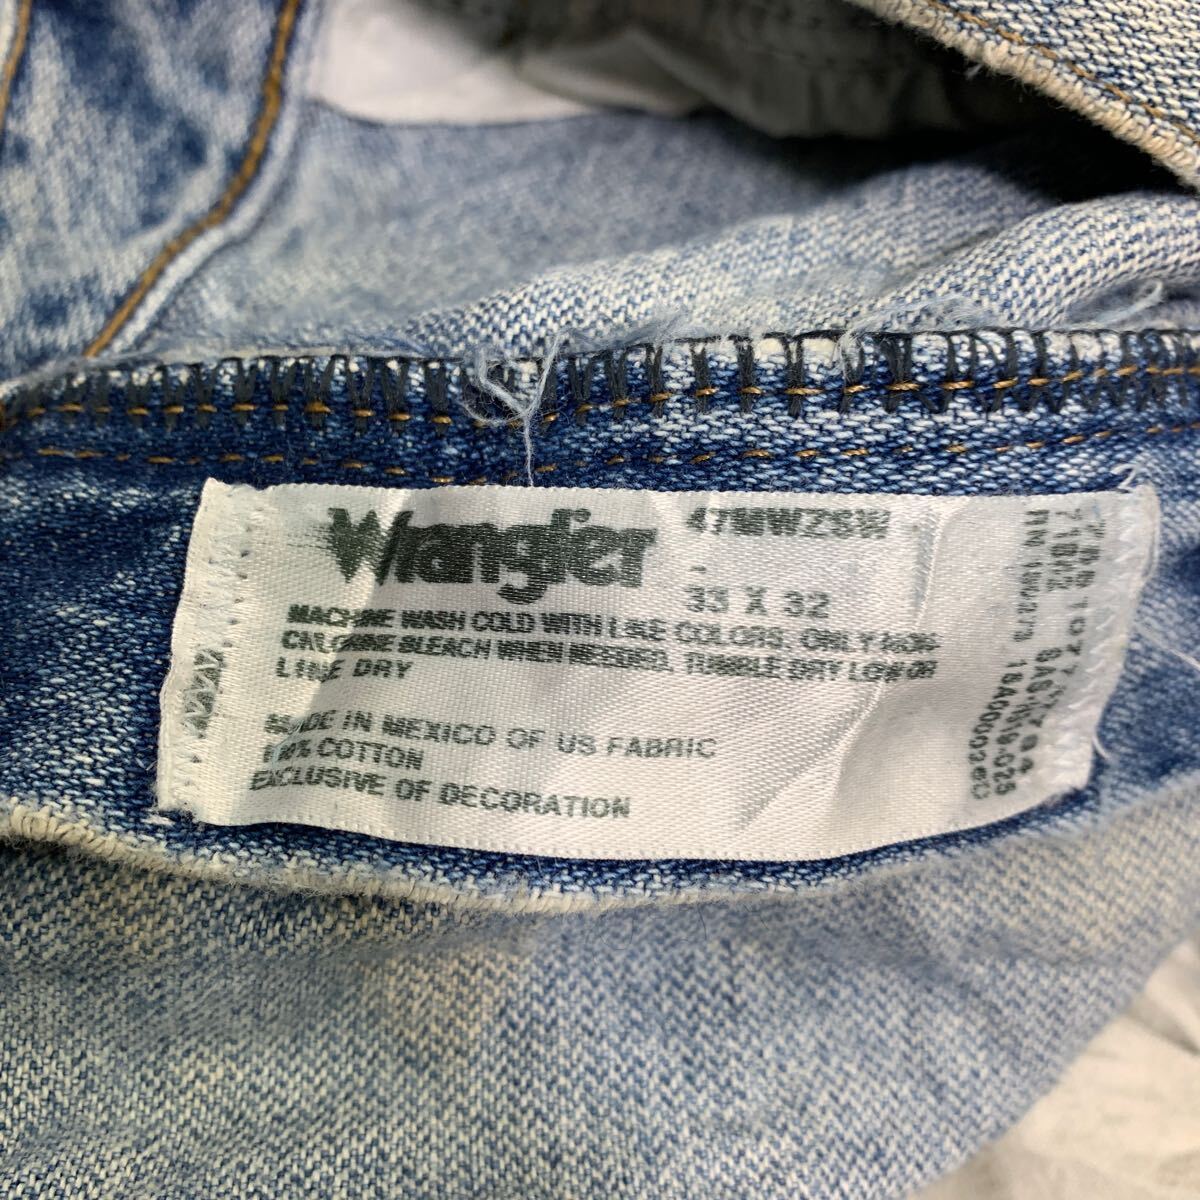 Wrangler
47MWZSW
33 X 32
MACHINE WASH COLD WITH LIKE COLORS. ONLY NON
CHLORINE BLEACH WHEN NEEDED. TUMBLE DRY LOW OR
LINE DRY
MADE IN MEXICO OF US FABRIC
100% COTTON
EXCLUSIVE OF DECORATION